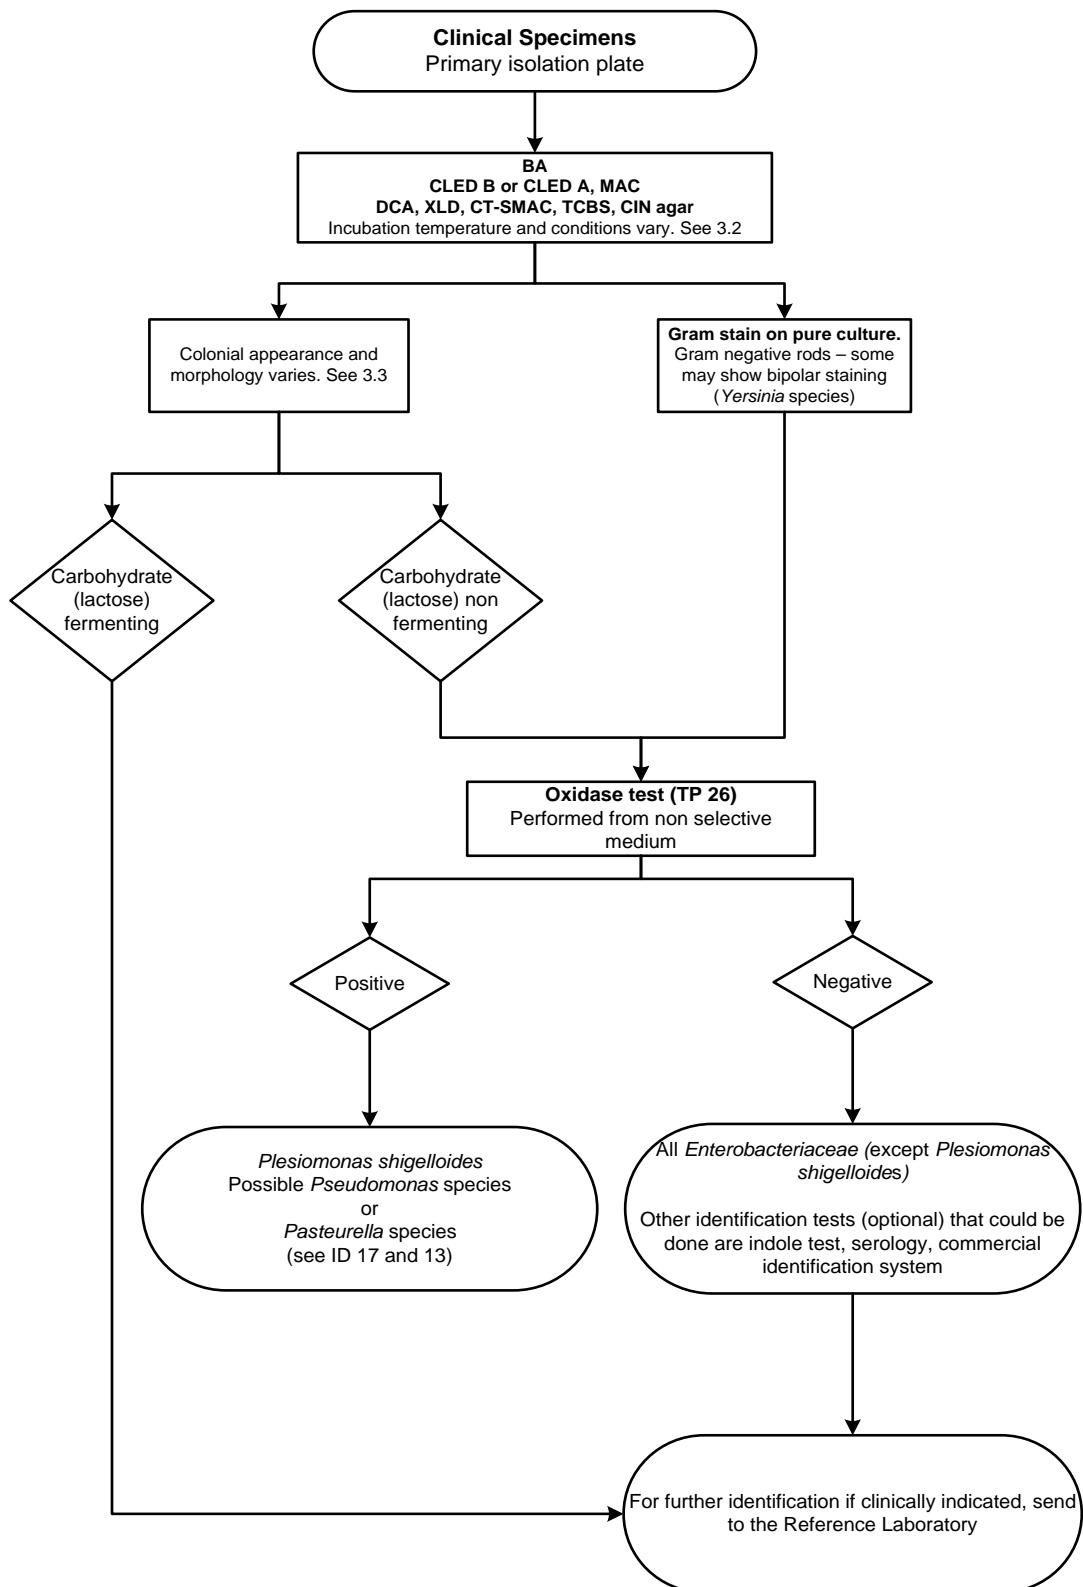 Clinical Specimens
Primary isolation plate
BA
CLED B or CLED A, MAC
DCA, XLD, CT-SMAC, TCBS, CIN agar
Incubation temperature and conditions vary. See 3.2
Colonial appearance and
morphology varies. See 3.3
Gram stain on pure culture.
Gram negative rods – some
may show bipolar staining
(Yersinia species)
Carbohydrate
(lactose)
fermenting
Carbohydrate
(lactose) non
fermenting
Oxidase test (TP 26)
Performed from non selective
medium
Positive
Negative
Plesiomonas shigelloides
Possible Pseudomonas species
or
Pasteurella species
(see ID 17 and 13)
All Enterobacteriaceae (except Plesiomonas
shigelloides)
Other identification tests (optional) that could be
done are indole test, serology, commercial
identification system
For further identification if clinically indicated, send
to the Reference Laboratory